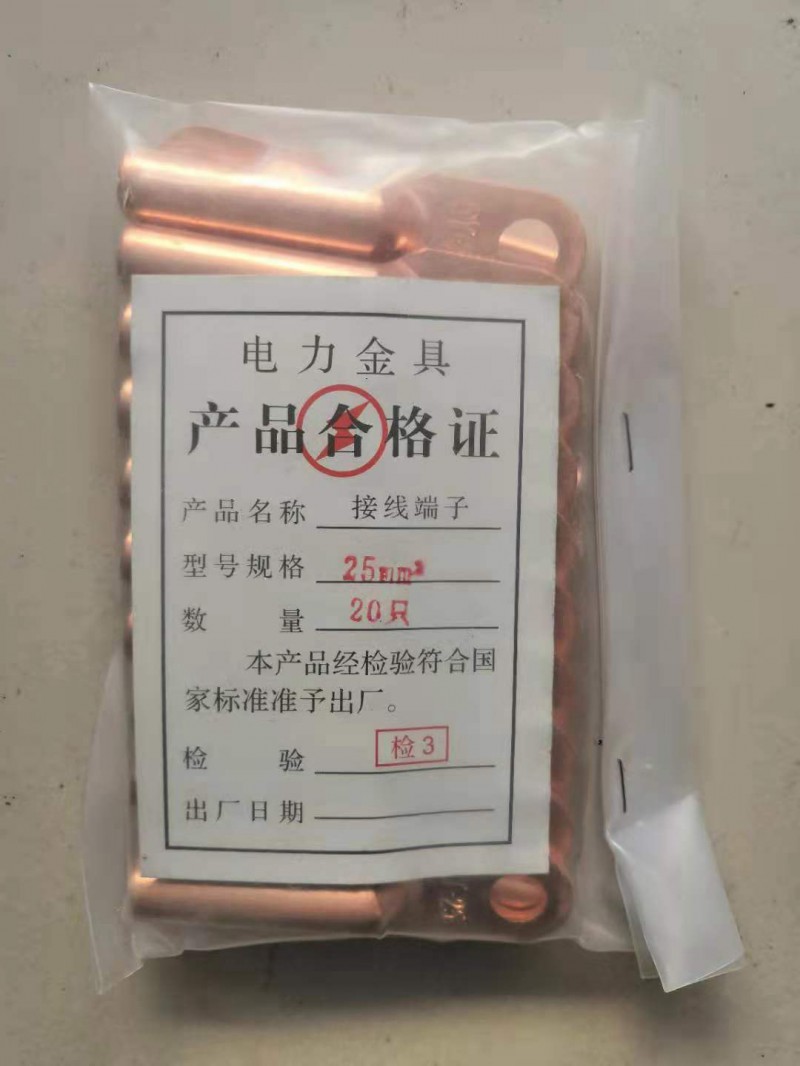 电力金具
产品合格证
产品名称 接线端子
型号规格 25mm²
数量 20只
本产品经检验符合国
家标准准予出厂。
检验 检3
出厂日期